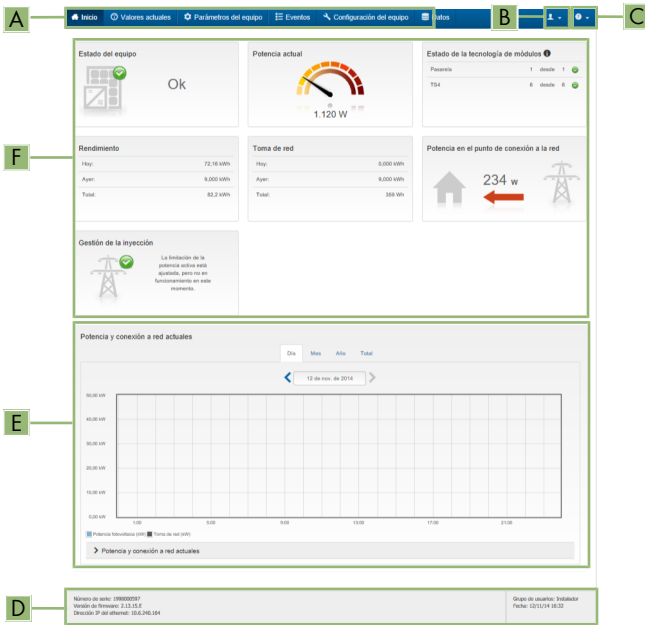 A
Inicio
Valores actuales
Parámetros del equipo
Eventos
Configuración del equipo
Datos
B
C
Estado del equipo
Ok
Potencia actual
1.120 W
Estado de la tecnología de módulos
Pasarela 1 desde 1
TS4 6 desde 6
F
Rendimiento
Hoy: 72,16 kWh
Ayer: 6,000 kWh
Total: 82,2 kWh
Toma de red
Hoy: 5,000 kWh
Ayer: 9,000 kWh
Total: 369 Wh
Potencia en el punto de conexión a la red
234 w
Gestión de la inyección
La limitación de la
potencia activa está
ajustada, pero no en
funcionamiento en este
momento.
E
Potencia y conexión a red actuales
Día
Mes
Año
Total
12 de nov. de 2014
50,00 kW
40,00 kW
30,00 kW
20,00 kW
10,00 kW
0,00 kW
1:00
5:00
9:00
13:00
17:00
21:00
Potencia fotovoltaica (kW)
Toma de red (kW)
Potencia y conexión a red actuales
D
Número de serie: 1998000597
Versión de firmware: 2.13.15.E
Dirección IP del ethernet: 10.6.240.104
Grupo de usuarios: Instalador
Fecha: 12/11/14 10:32